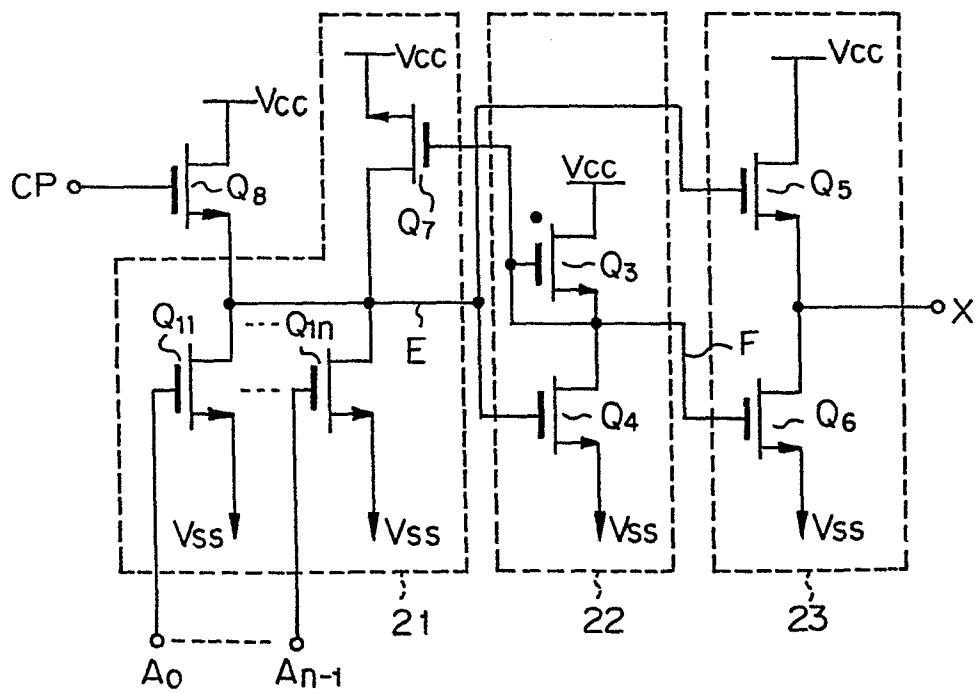 Vcc
Vcc
Vcc
Vcc
CP
Q8
Q7
Q3
Q5
X
Q11
----
Q1n
E
F
Q4
Q6
Vss
Vss
Vss
Vss
21
22
23
A0
An-1